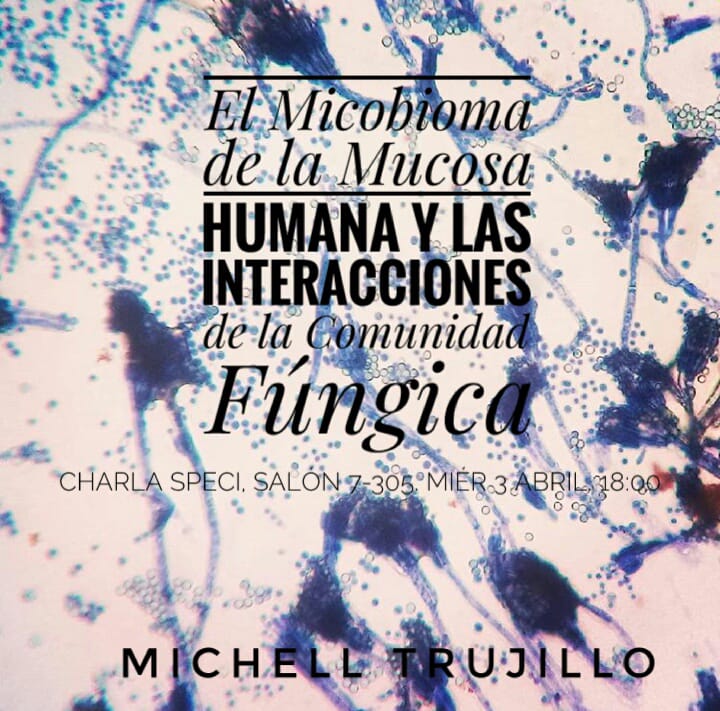 El Micobioma
de la Mucosa
HUMANA Y LAS
INTERACCIONES
de la Comunidad
Fúngica
CHARLA SPECI, SALON 7-305. MIÉR 3 ABRIL, 18:00
MICHELL TRUJILLO